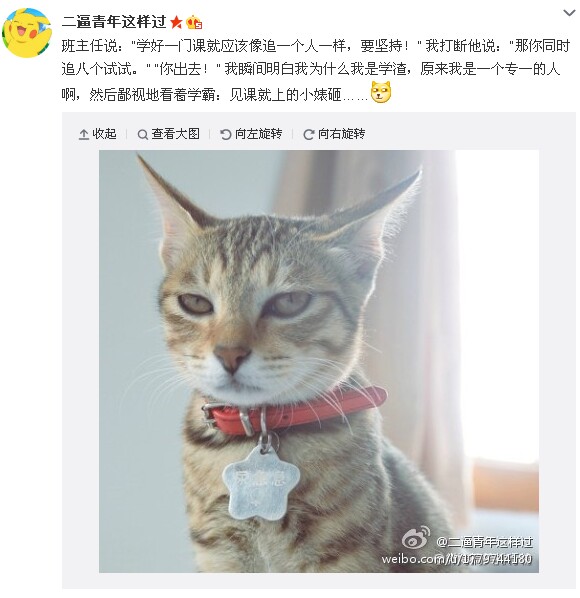 二逼青年这样过
班主任说："学好一门课就应该像追一个人一样，要坚持！" 我打断他说："那你同时
追八个试试。" "你出去！" 我瞬间明白我为什么我是学渣，原来我是一个专一的人
啊，然后鄙视地看着学霸：见课就上的小婊砸……
收起 查看大图 向左旋转 向右旋转
@二逼青年这样过
weibo.com/u/1779744180